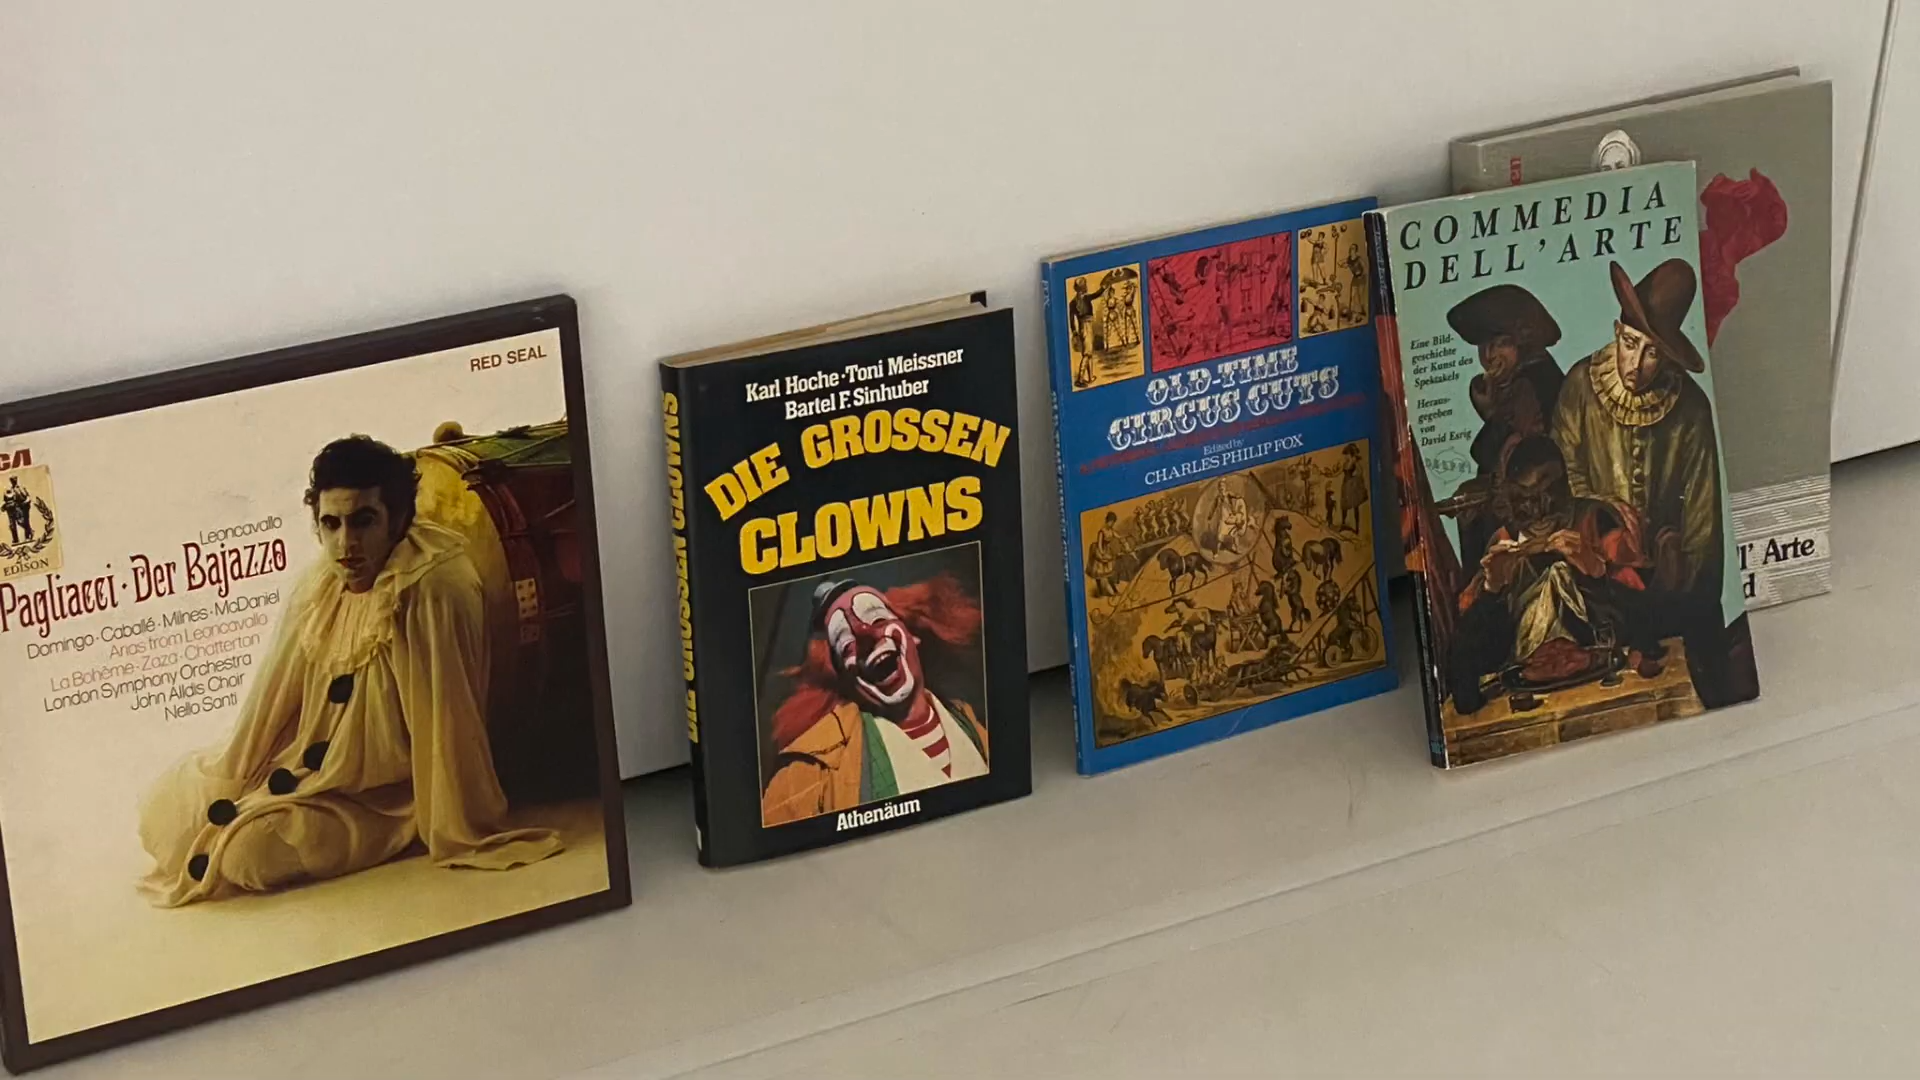 RED SEAL
RCA
EDISON
Leoncavallo
Pagliacci · Der Bajazzo
Domingo · Caballé · Milnes · McDaniel
Arias from Leoncavallo
La Bohème · Zaza · Chatterton
London Symphony Orchestra
John Alldis Choir
Nello Santi
DIE GROSSEN CLOWNS
Karl Hoche · Toni Meissner
Bartel F. Sinhuber
DIE GROSSEN
CLOWNS
Athenäum
FOX
OLD-TIME
CIRCUS CUTS
Edited by
CHARLES PHILIP FOX
COMMEDIA
DELL'ARTE
Eine Bild-
geschichte
der Kunst des
Spektakels
Heraus-
gegeben
von
David Esrig
DELPHI
l' Arte
d